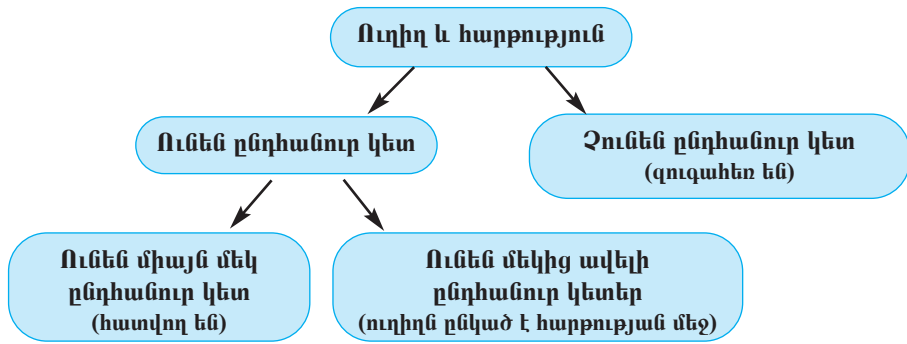 Ուղիղ և հարթություն
Ունեն ընդհանուր կետ
Չունեն ընդհանուր կետ
(զուգահեռ են)
Ունեն միայն մեկ
ընդհանուր կետ
(հատվող են)
Ունեն մեկից ավելի
ընդհանուր կետեր
(ուղիղն ընկած է հարթության մեջ)